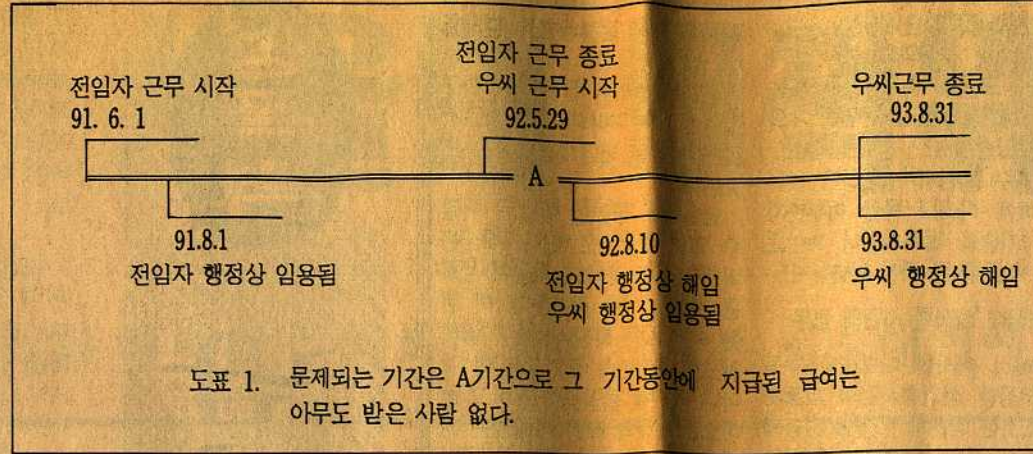 전임자 근무 시작
91. 6. 1
전임자 근무 종료
우씨 근무 시작
92.5.29
우씨근무 종료
93.8.31
A
91.8.1
전임자 행정상 임용됨
92.8.10
전임자 행정상 해임
우씨 행정상 임용됨
93.8.31
우씨 행정상 해임
도표 1. 문제되는 기간은 A기간으로 그 기간동안에 지급된 급여는
아무도 받은 사람 없다.